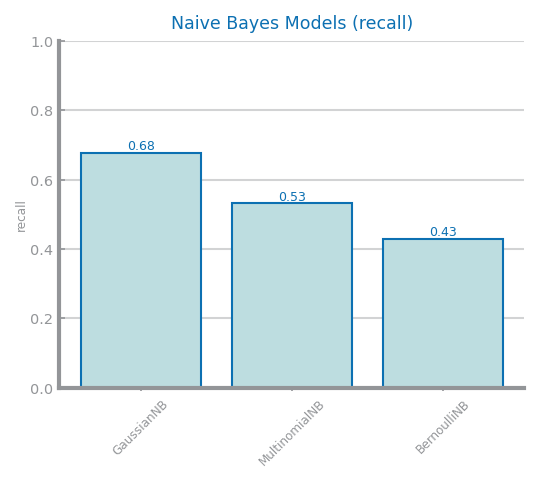 Naive Bayes Models (recall)
1.0
0.8
0.6
0.4
0.2
0.0
recall
0.68
0.53
0.43
GaussianNB
MultinomialNB
BernoulliNB